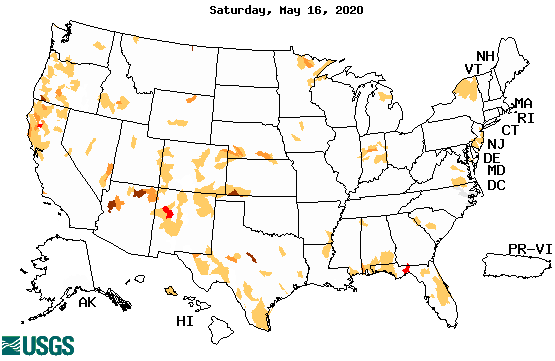 Saturday, May 16, 2020
NH
VT
MA
RI
CT
NJ
DE
MD
DC
PR-VI
AK
HI
USGS